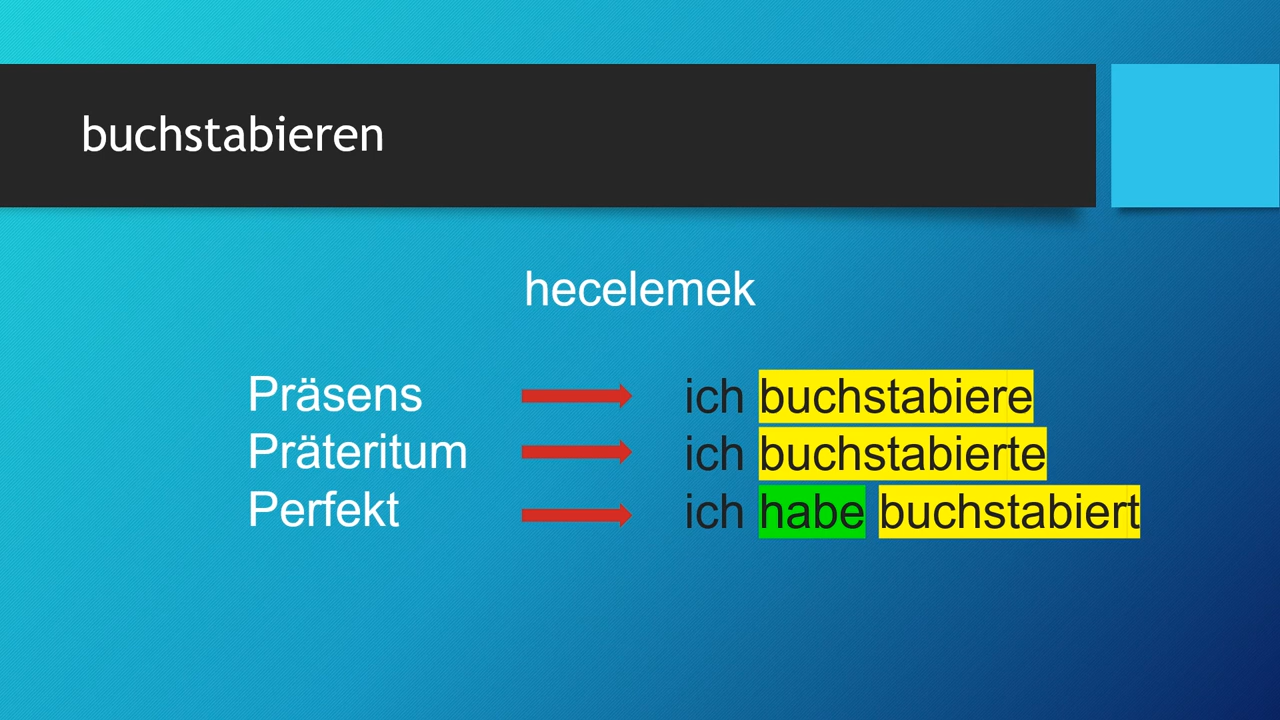 buchstabieren
hecelemek
Präsens ich buchstabiere
Präteritum ich buchstabierte
Perfekt ich habe buchstabiert